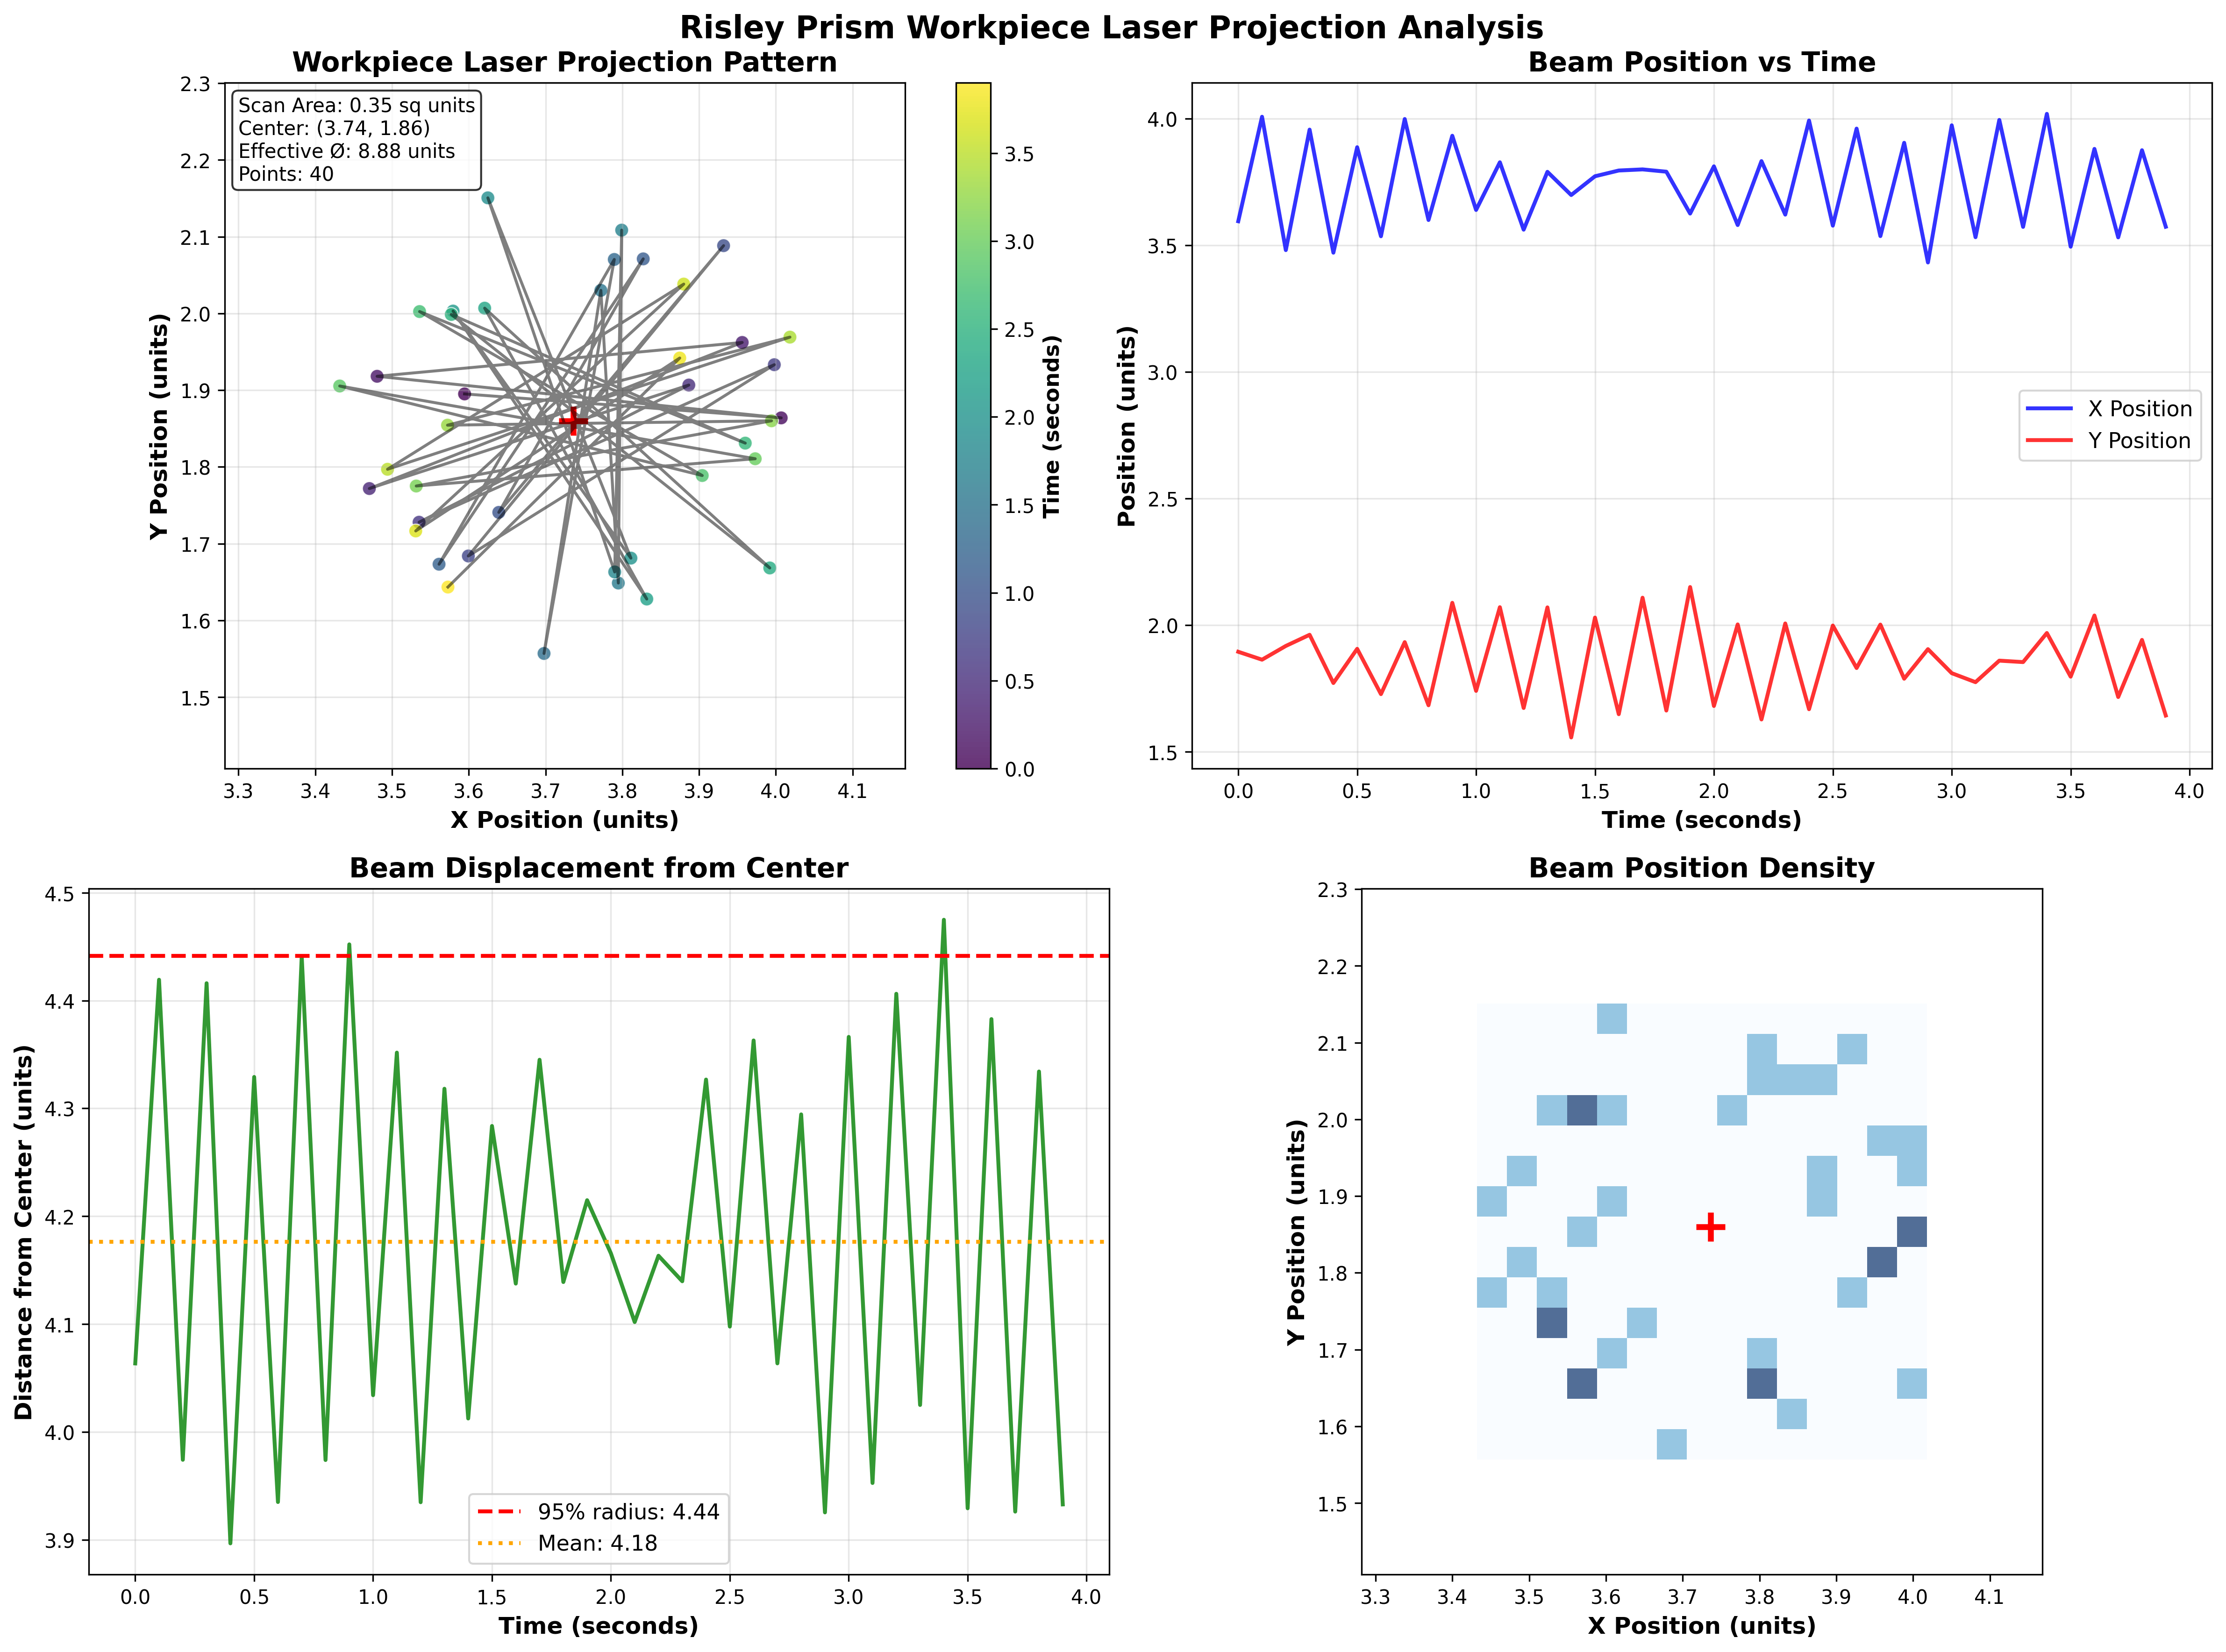 Risley Prism Workpiece Laser Projection Analysis
Workpiece Laser Projection Pattern
Scan Area: 0.35 sq units
Center: (3.74, 1.86)
Effective Ø: 8.88 units
Points: 40
2.3
2.2
2.1
2.0
1.9
1.8
1.7
1.6
1.5
Y Position (units)
3.3 3.4 3.5 3.6 3.7 3.8 3.9 4.0 4.1
X Position (units)
3.5
3.0
2.5
2.0
1.5
1.0
0.5
0.0
Time (seconds)
Beam Position vs Time
4.0
3.5
3.0
2.5
2.0
1.5
Position (units)
X Position
Y Position
0.0 0.5 1.0 1.5 2.0 2.5 3.0 3.5 4.0
Time (seconds)
Beam Displacement from Center
4.5
4.4
4.3
4.2
4.1
4.0
3.9
Distance from Center (units)
95% radius: 4.44
Mean: 4.18
0.0 0.5 1.0 1.5 2.0 2.5 3.0 3.5 4.0
Time (seconds)
Beam Position Density
2.3
2.2
2.1
2.0
1.9
1.8
1.7
1.6
1.5
Y Position (units)
3.3 3.4 3.5 3.6 3.7 3.8 3.9 4.0 4.1
X Position (units)